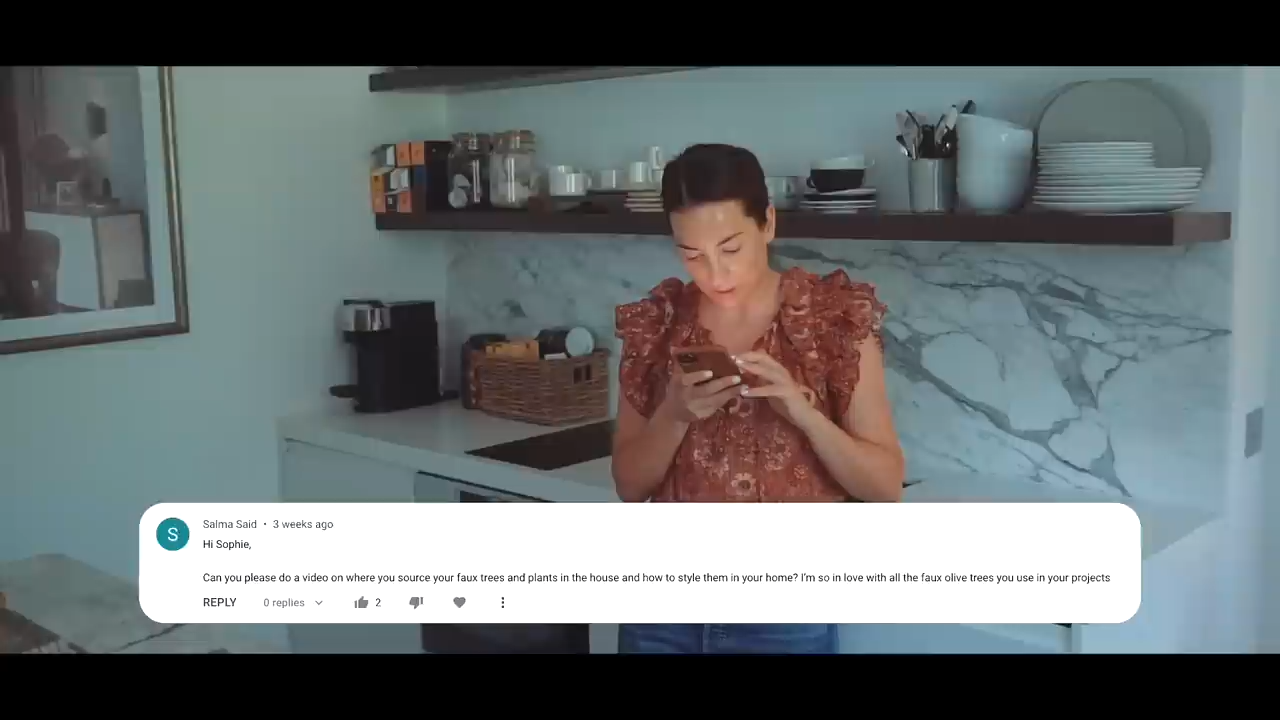 Salma Said • 3 weeks ago
Hi Sophie,
Can you please do a video on where you source your faux trees and plants in the house and how to style them in your home? I'm so in love with all the faux olive trees you use in your projects
REPLY 0 replies 2
S